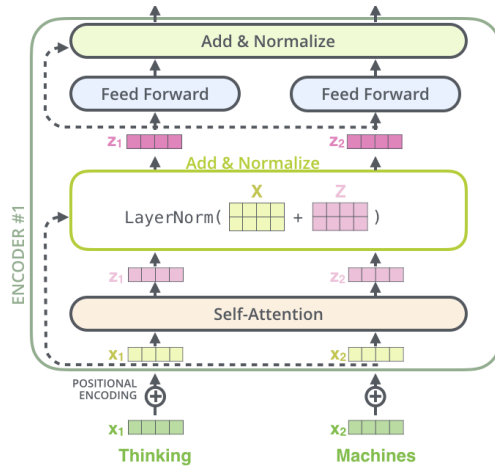 Add & Normalize
Feed Forward
Feed Forward
z1
z2
Add & Normalize
X
Z
LayerNorm( + )
ENCODER #1
z1
z2
Self-Attention
x1
x2
POSITIONAL
ENCODING
x1
x2
Thinking
Machines